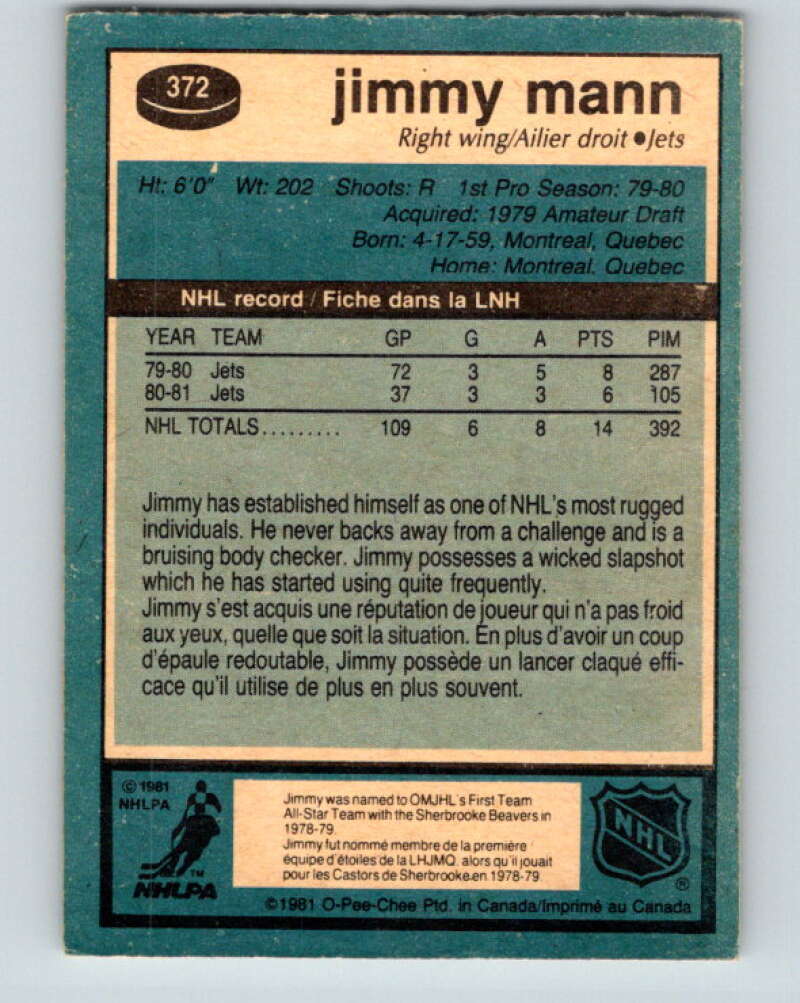 372
jimmy mann
Right wing/Ailier droit ●Jets
Ht: 6'0" Wt: 202 Shoots: R 1st Pro Season: 79-80
Acquired: 1979 Amateur Draft
Born: 4-17-59, Montreal, Quebec
Home: Montreal, Quebec
NHL record / Fiche dans la LNH
YEAR TEAM GP G A PTS PIM
79-80 Jets 72 3 5 8 287
80-81 Jets 37 3 3 6 105
NHL TOTALS......... 109 6 8 14 392
Jimmy has established himself as one of NHL's most rugged
individuals. He never backs away from a challenge and is a
bruising body checker. Jimmy possesses a wicked slapshot
which he has started using quite frequently.
Jimmy s'est acquis une réputation de joueur qui n'a pas froid
aux yeux, quelle que soit la situation. En plus d'avoir un coup
d'épaule redoutable, Jimmy possède un lancer claqué effi-
cace qu'il utilise de plus en plus souvent.
© 1981
NHLPA
TM
NHLPA
Jimmy was named to OMJHL's First Team
All-Star Team with the Sherbrooke Beavers in
1978-79.
Jimmy fut nommé membre de la première
équipe d'étoiles de la LHJMQ. alors qu'il jouait
pour les Castors de Sherbrooke.en 1978-79.
NHL
®
©1981 O-Pee-Chee Ptd. in Canada/Imprimé au Canada